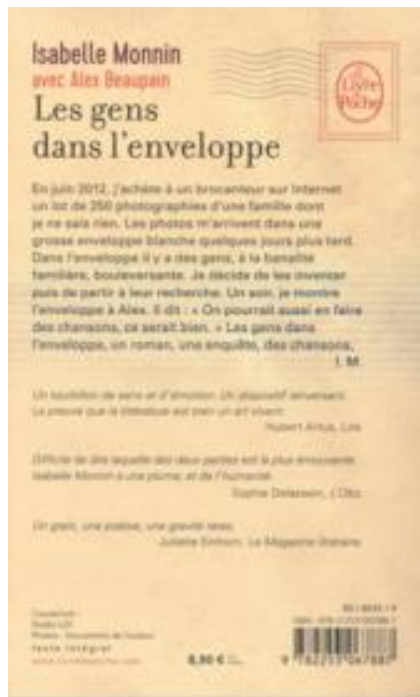 Isabelle Monnin
avec Alex Beaupain
Le Livre de Poche
Les gens
dans l'enveloppe
En juin 2012, j'achète à un brocanteur sur Internet
un lot de 250 photographies d'une famille dont
je ne sais rien. Les photos m'arrivent dans une
grosse enveloppe blanche quelques jours plus tard.
Dans l'enveloppe il y a des gens, à la banalité
familière, bouleversante. Je décide de les inventer
puis de partir à leur recherche. Un soir, je montre
l'enveloppe à Alex. Il dit : « On pourrait aussi en faire
des chansons, ce serait bien. » Les gens dans
l'enveloppe, un roman, une enquête, des chansons,
I. M.
Un tourbillon de sens et d'émotion. Un dispositif renversant.
La preuve que la littérature est bien un art vivant.
Hubert Artus, Lire
Difficile de dire laquelle des deux parties est la plus émouvante.
Isabelle Monnin a une plume, et de l'humanité.
Sophie Delassein, L'Obs
Un grain, une palette, une gravité rares.
Juliette Einhorn, Le Magazine littéraire
Couverture :
Studio LGF
Photos :
texte intégral
8,90 €